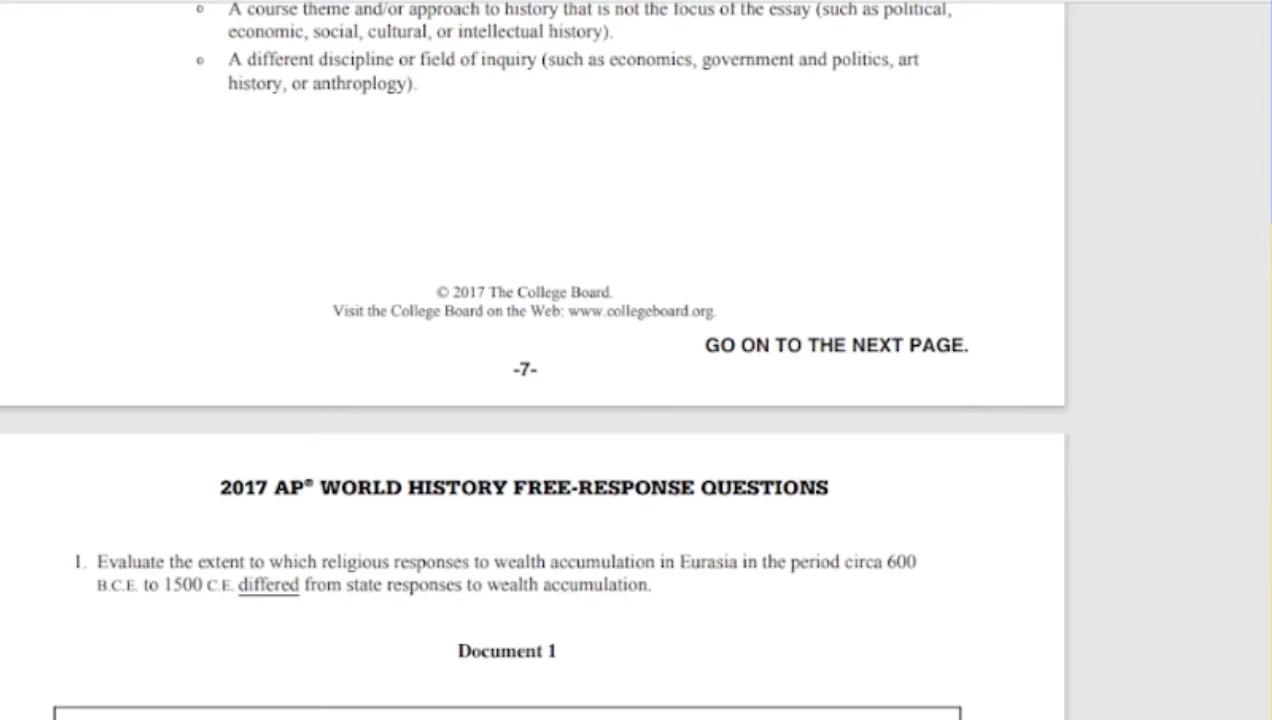 o A course theme and/or approach to history that is not the focus of the essay (such as political,
economic, social, cultural, or intellectual history).
o A different discipline or field of inquiry (such as economics, government and politics, art
history, or anthroplogy).
© 2017 The College Board.
Visit the College Board on the Web: www.collegeboard.org.
GO ON TO THE NEXT PAGE.
-7-
2017 AP® WORLD HISTORY FREE-RESPONSE QUESTIONS
1. Evaluate the extent to which religious responses to wealth accumulation in Eurasia in the period circa 600
B.C.E. to 1500 C.E. differed from state responses to wealth accumulation.
Document 1